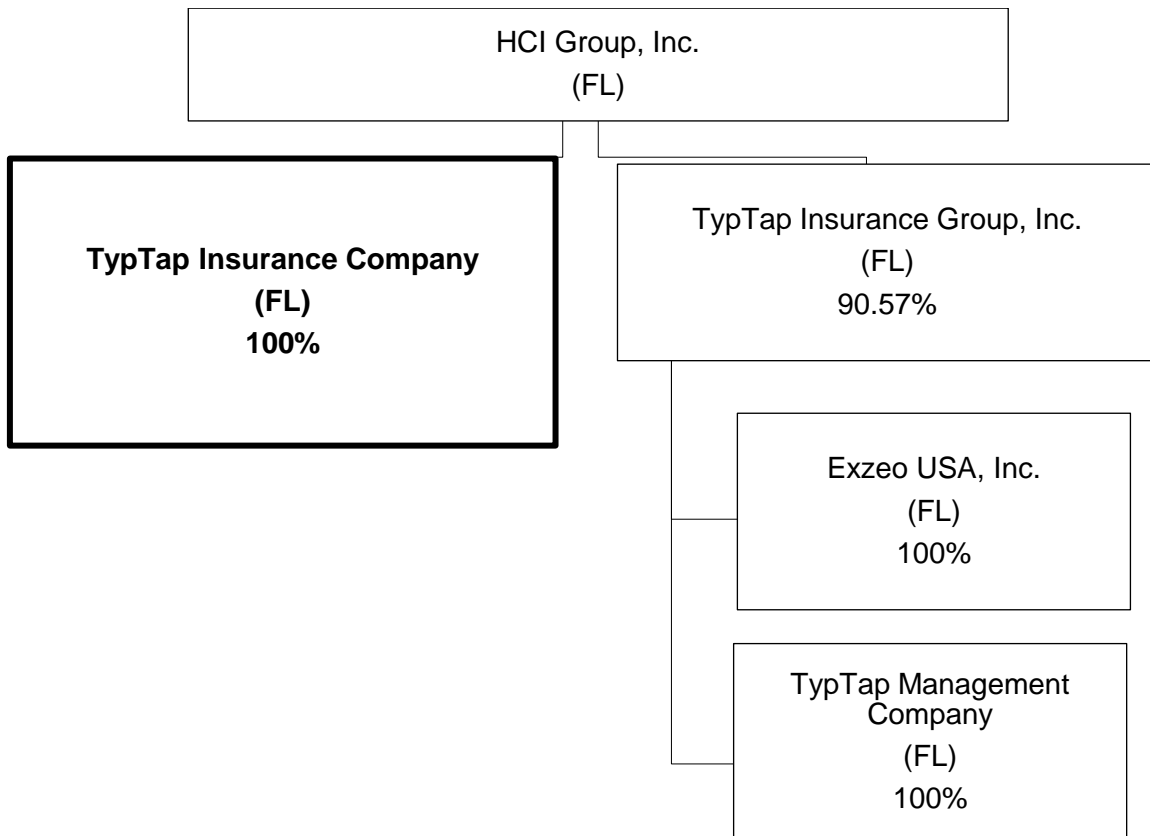 HCI Group, Inc.
(FL)
TypTap Insurance Company
(FL)
100%
TypTap Insurance Group, Inc.
(FL)
90.57%
Exzeo USA, Inc.
(FL)
100%
TypTap Management
Company
(FL)
100%